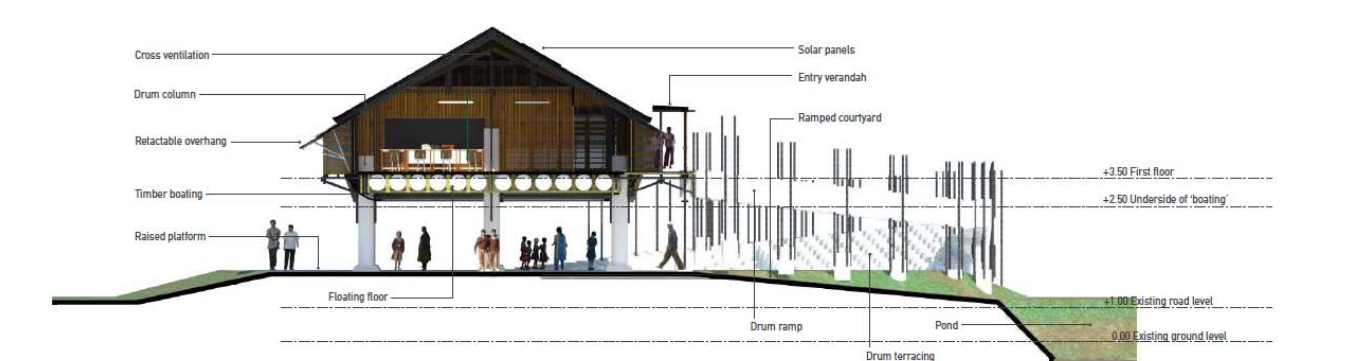 Cross ventilation
Solar panels
Entry verandah
Drum column
Ramped courtyard
Retactable overhang
+3.50 First floor
Timber boating
+2.50 Underside of 'boating'
Raised platform
Floating floor
+1.00 Existing road level
Drum ramp
Pond
0.00 Existing ground level
Drum terracing